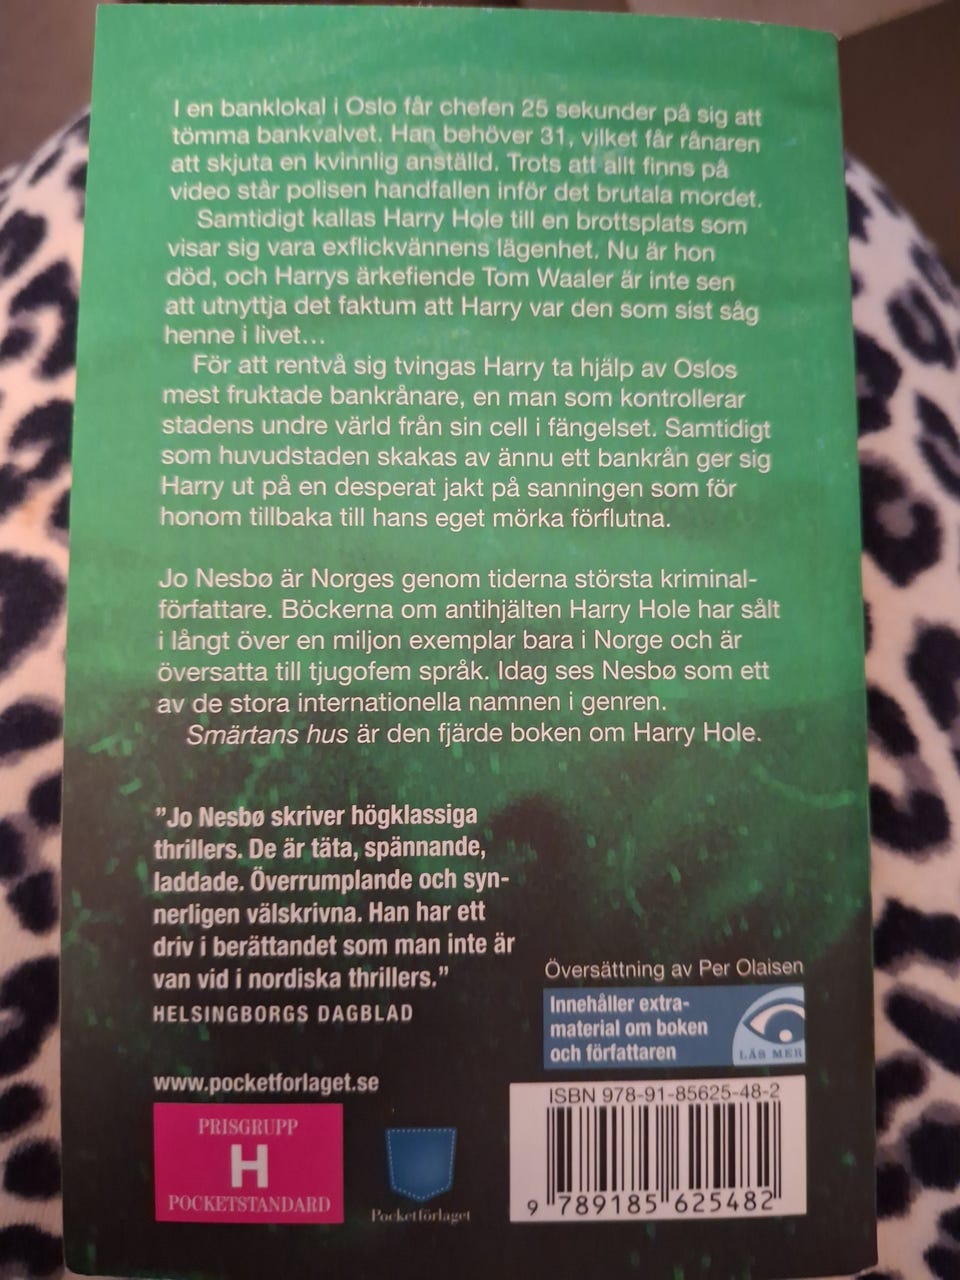 I en banklokal i Oslo får chefen 25 sekunder på sig att
tömma bankvalvet. Han behöver 31, vilket får rånaren
att skjuta en kvinnlig anställd. Trots att allt finns på
video står polisen handfallen inför det brutala mordet.
Samtidigt kallas Harry Hole till en brottsplats som
visar sig vara exflickvännens lägenhet. Nu är hon
död, och Harrys ärkefiende Tom Waaler är inte sen
att utnyttja det faktum att Harry var den som sist såg
henne i livet...
För att rentvå sig tvingas Harry ta hjälp av Oslos
mest fruktade bankrånare, en man som kontrollerar
stadens undre värld från sin cell i fängelset. Samtidigt
som huvudstaden skakas av ännu ett bankrån ger sig
Harry ut på en desperat jakt på sanningen som för
honom tillbaka till hans eget mörka förflutna.
Jo Nesbø är Norges genom tiderna största kriminal-
författare. Böckerna om antihjälten Harry Hole har sålt
i långt över en miljon exemplar bara i Norge och är
översatta till tjugofem språk. Idag ses Nesbø som ett
av de stora internationella namnen i genren.
Smärtans hus är den fjärde boken om Harry Hole.
"Jo Nesbø skriver högklassiga
thrillers. De är täta, spännande,
laddade. Överrumplande och syn-
nerligen välskrivna. Han har ett
driv i berättandet som man inte är
van vid i nordiska thrillers."
HELSINGBORGS DAGBLAD
Översättning av Per Olaisen
Innehåller extra-
material om boken
och författaren
LÄS MER
www.pocketforlaget.se
PRISGRUPP
H
POCKETSTANDARD
Pocketförlaget
ISBN 978-91-85625-48-2
9 789185 625482